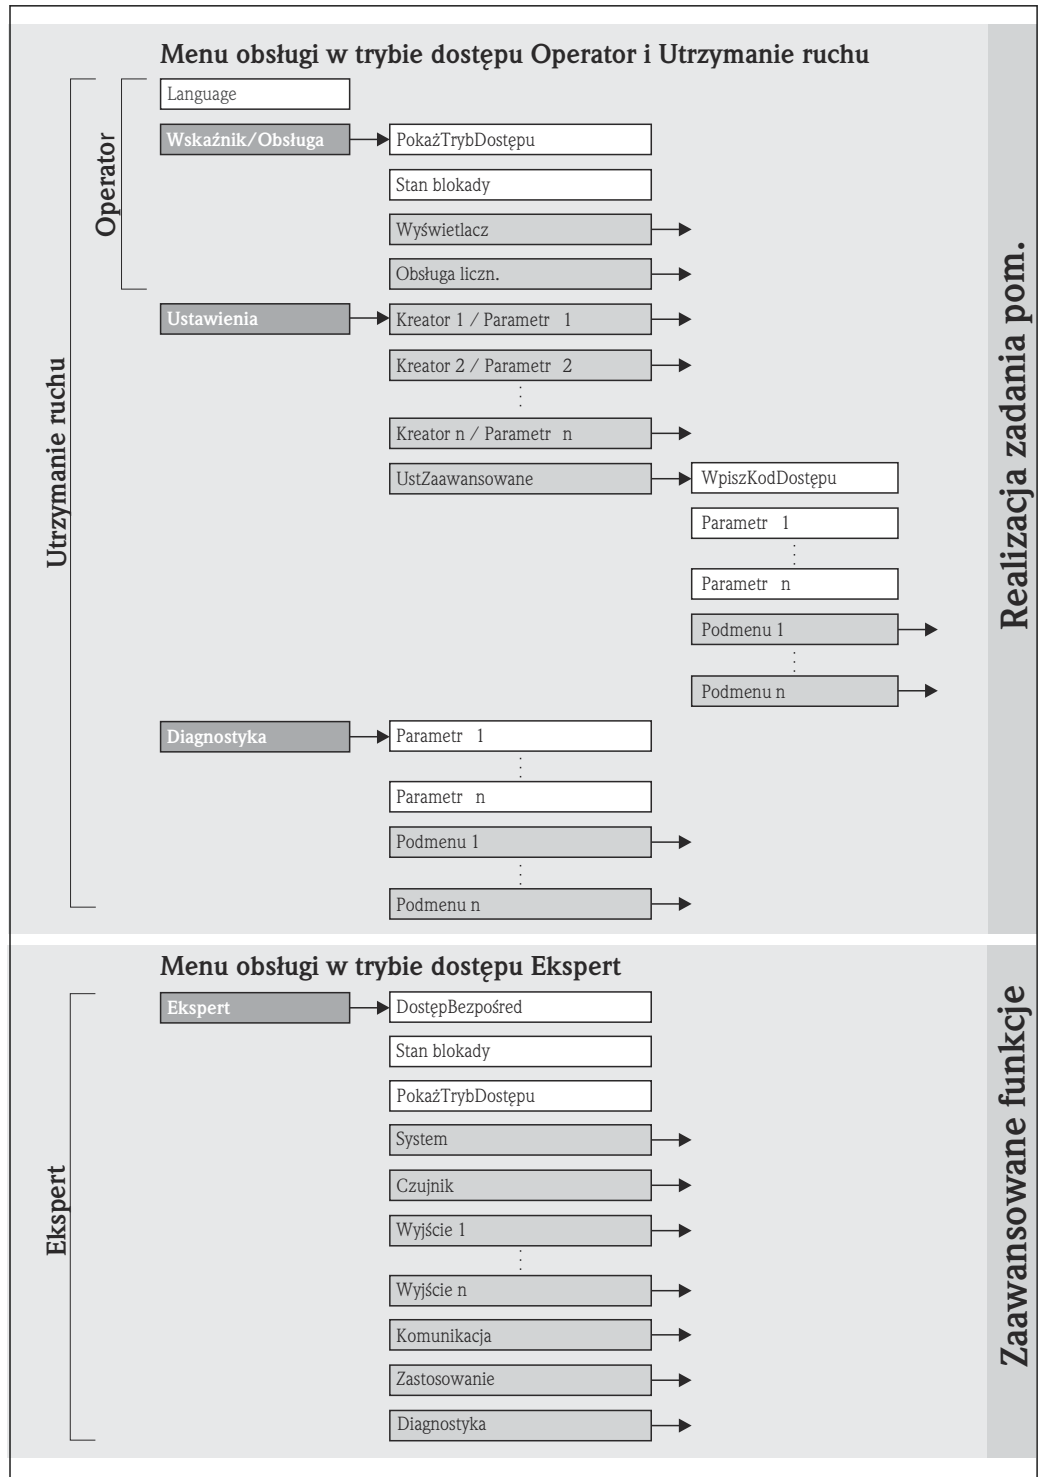 Menu obsługi w trybie dostępu Operator i Utrzymanie ruchu
Operator
Utrzymanie ruchu
Realizacja zadania pom.
Language
Wskaźnik/Obsługa
PokażTrybDostępu
Stan blokady
Wyświetlacz
Obsługa liczn.
Ustawienia
Kreator 1 / Parametr 1
Kreator 2 / Parametr 2
Kreator n / Parametr n
UstZaawansowane
WpiszKodDostępu
Parametr 1
Parametr n
Podmenu 1
Podmenu n
Diagnostyka
Parametr 1
Parametr n
Podmenu 1
Podmenu n
Menu obsługi w trybie dostępu Ekspert
Ekspert
Zaawansowane funkcje
Ekspert
DostępBezpośred
Stan blokady
PokażTrybDostępu
System
Czujnik
Wyjście 1
Wyjście n
Komunikacja
Zastosowanie
Diagnostyka